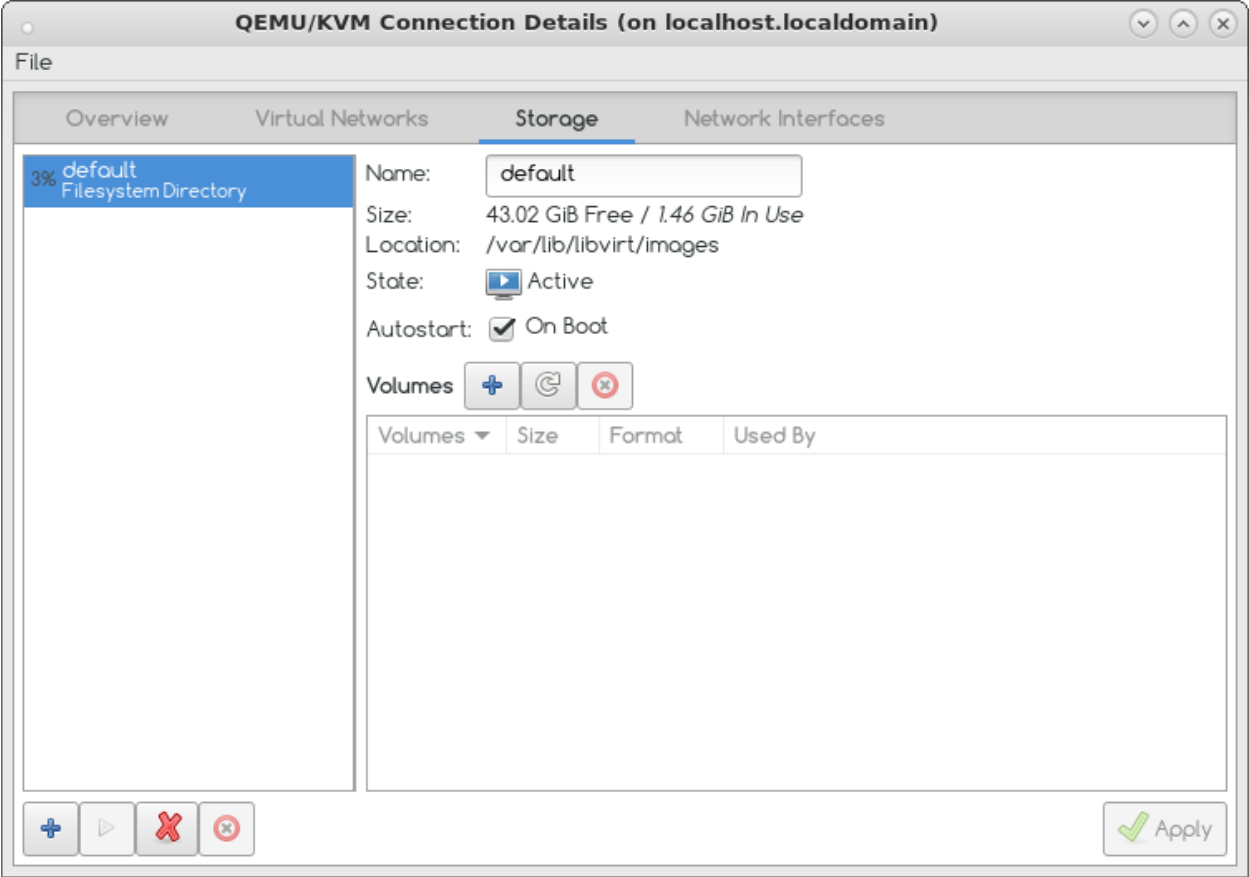 QEMU/KVM Connection Details (on localhost.localdomain)
File
Overview Virtual Networks Storage Network Interfaces
3% default
Filesystem Directory
Name: default
Size: 43.02 GiB Free / 1.46 GiB In Use
Location: /var/lib/libvirt/images
State: Active
Autostart: On Boot
Volumes
Volumes Size Format Used By
Apply